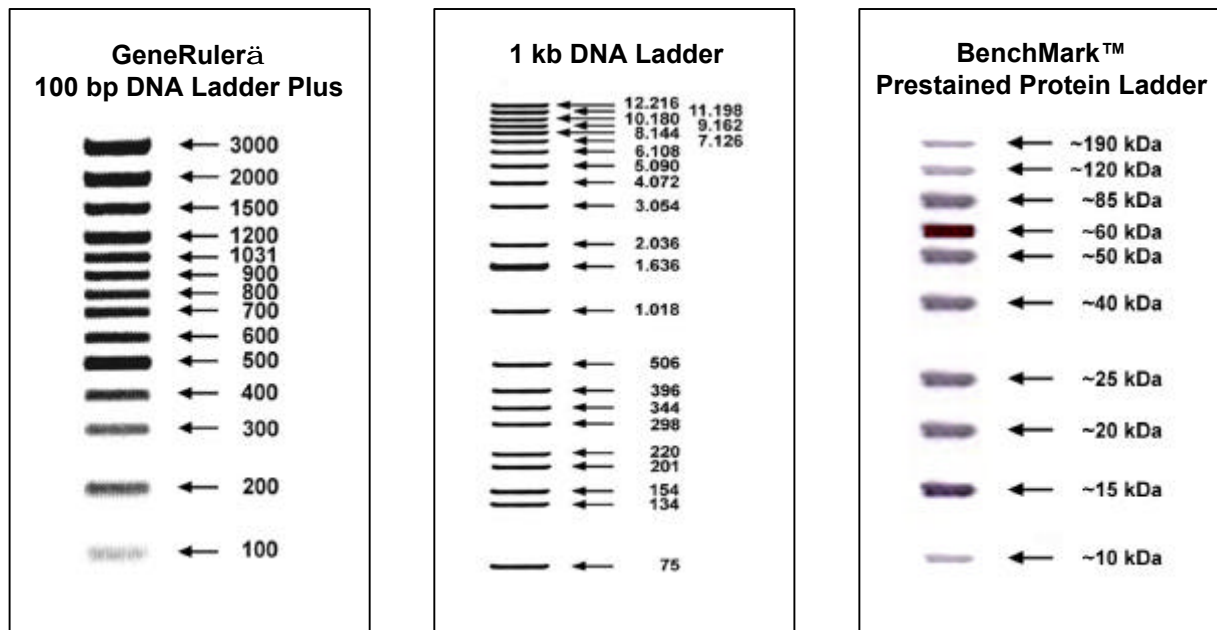 GeneRulerä
100 bp DNA Ladder Plus
3000
2000
1500
1200
1031
900
800
700
600
500
400
300
200
100
1 kb DNA Ladder
12.216
11.198
10.180
9.162
8.144
7.126
6.108
5.090
4.072
3.054
2.036
1.636
1.018
506
396
344
298
220
201
154
134
75
BenchMark™
Prestained Protein Ladder
~190 kDa
~120 kDa
~85 kDa
~60 kDa
~50 kDa
~40 kDa
~25 kDa
~20 kDa
~15 kDa
~10 kDa